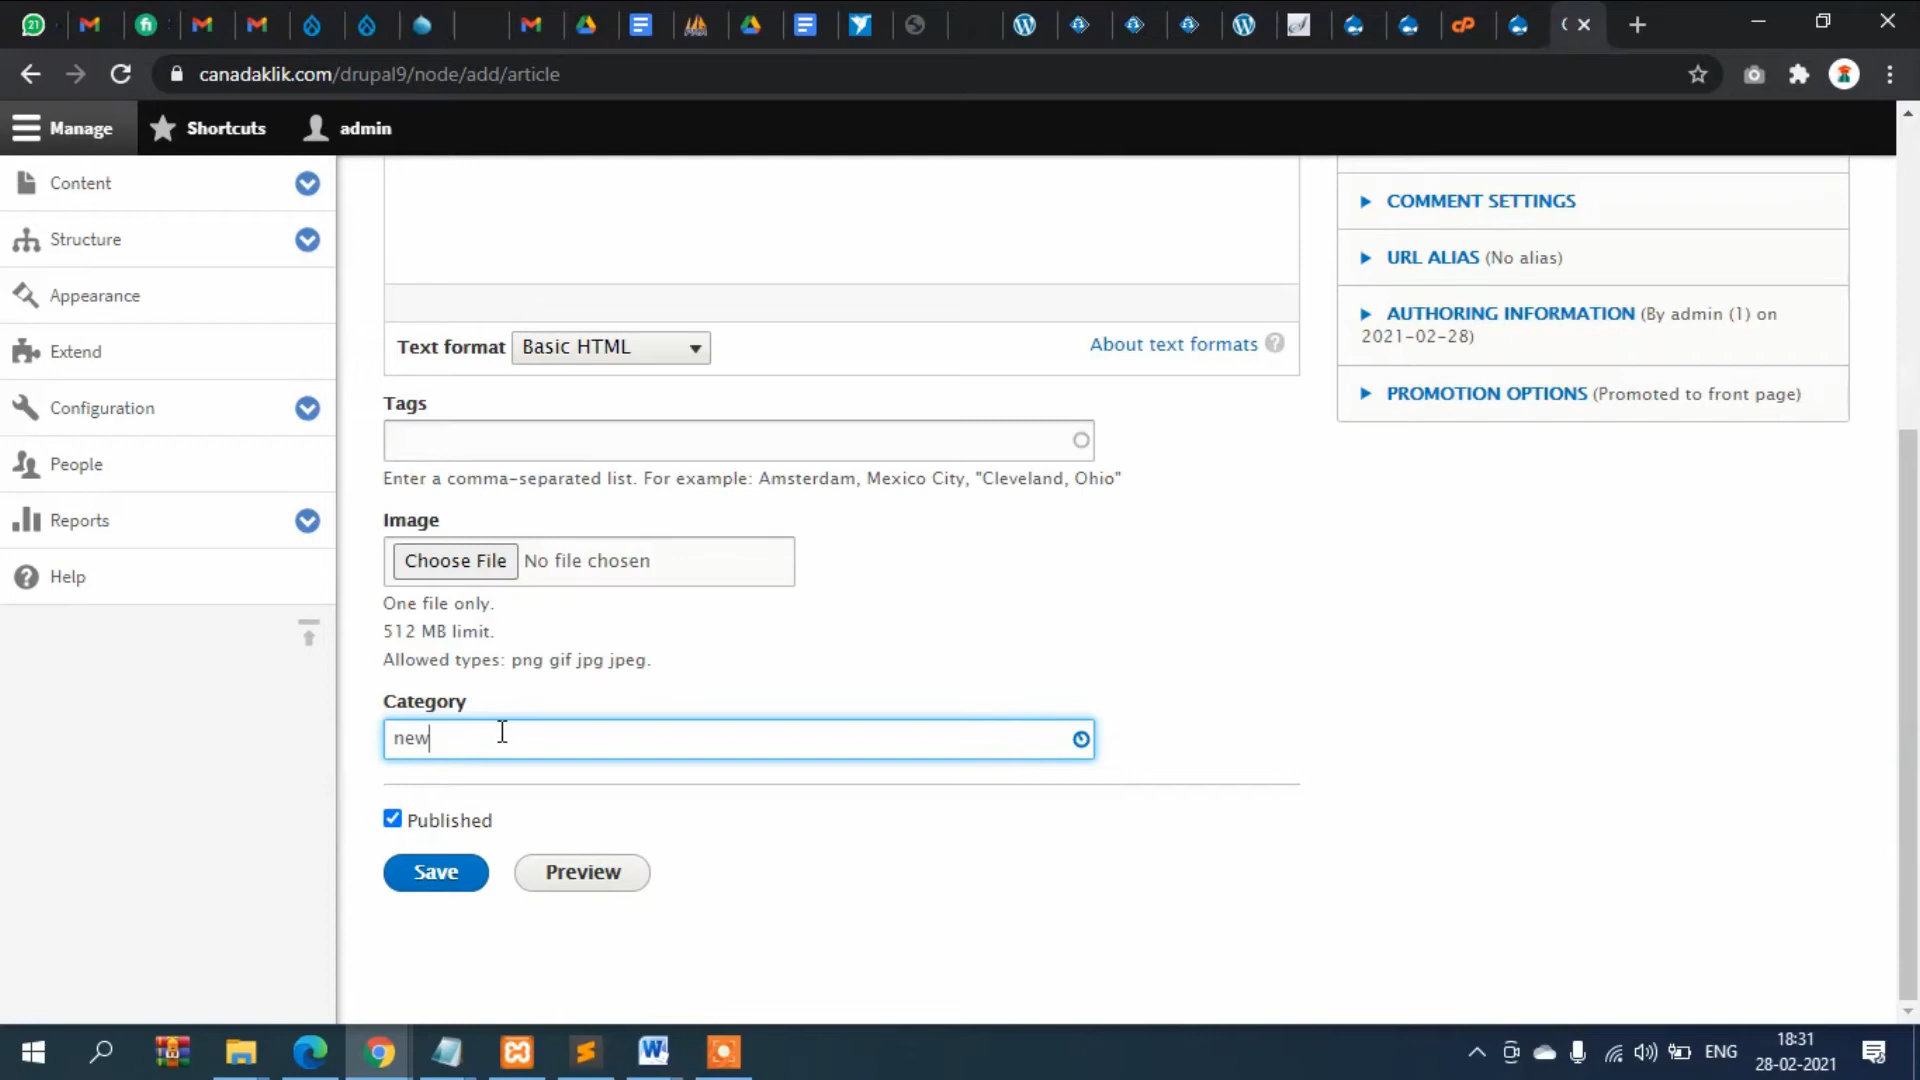 21
canadaklik.com/drupal9/node/add/article
Manage
Shortcuts
admin
Content
Structure
Appearance
Extend
Configuration
People
Reports
Help
Text format
Basic HTML
About text formats ?
Tags
Enter a comma-separated list. For example: Amsterdam, Mexico City, "Cleveland, Ohio"
Image
Choose File No file chosen
One file only.
512 MB limit.
Allowed types: png gif jpg jpeg.
Category
new
Published
Save
Preview
COMMENT SETTINGS
URL ALIAS (No alias)
AUTHORING INFORMATION (By admin (1) on
2021-02-28)
PROMOTION OPTIONS (Promoted to front page)
ENG
18:31
28-02-2021